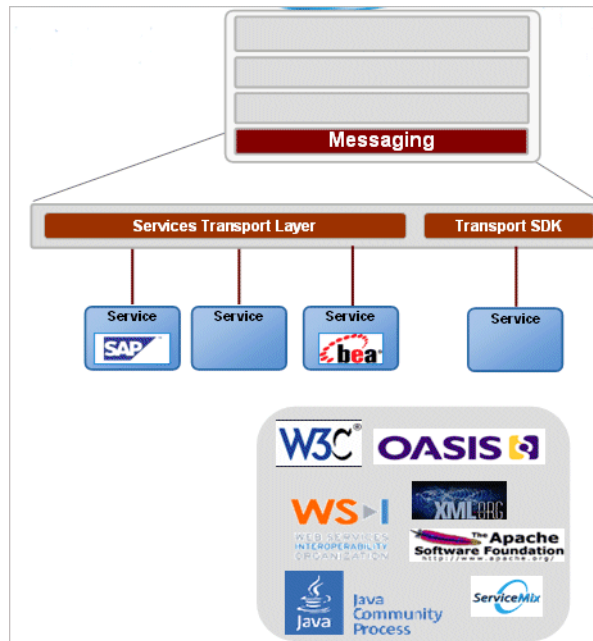 Messaging
Services Transport Layer
Transport SDK
Service
SAP
Service
Service
bea
Service
W3C®
OASIS
WS I
WEB SERVICES
INTEROPERABILITY
ORGANIZATION
XML.ORG
The Apache
Software Foundation
http://www.apache.org/
Java
Java
Community
Process
ServiceMix